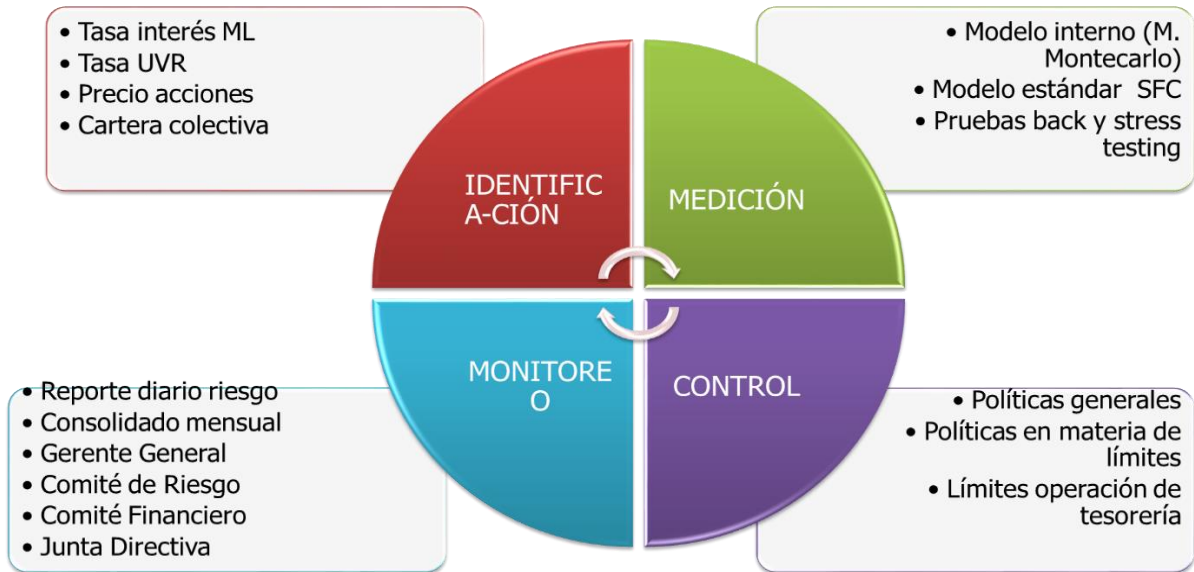 • Tasa interés ML
• Tasa UVR
• Precio acciones
• Cartera colectiva
• Modelo interno (M.
Montecarlo)
• Modelo estándar  SFC
• Pruebas back y stress
testing
IDENTIFIC
A-CIÓN
MEDICIÓN
MONITORE
O
CONTROL
• Reporte diario riesgo
• Consolidado mensual
• Gerente General
• Comité de Riesgo
• Comité Financiero
• Junta Directiva
• Políticas generales
• Políticas en materia de
límites
• Límites operación de
tesorería